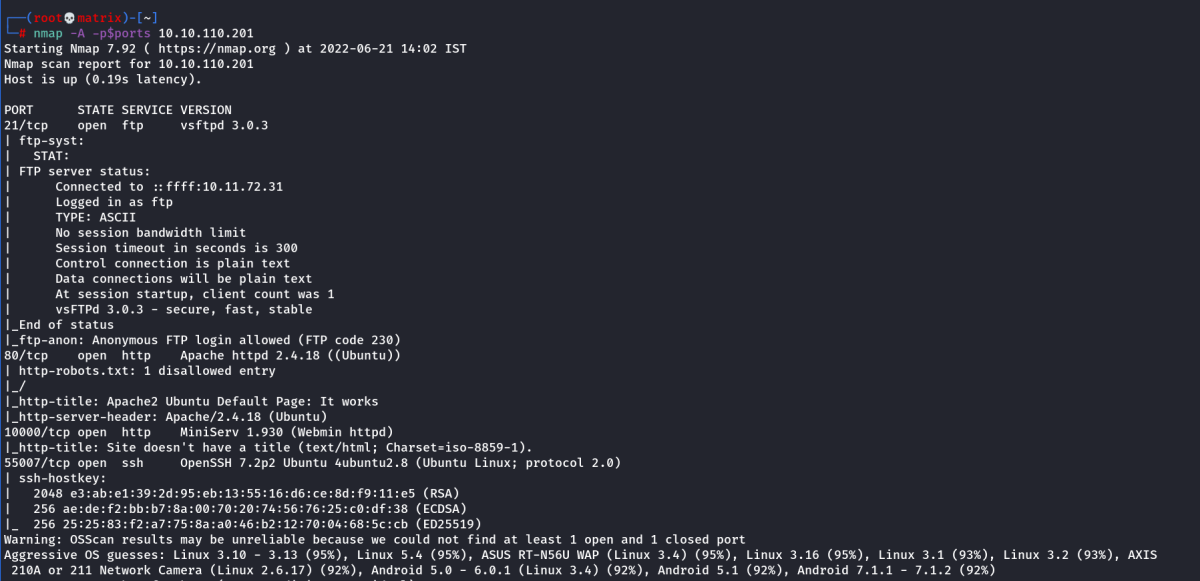 ┌──(root💀matrix)-[~]
└─# nmap -A -p$ports 10.10.110.201
Starting Nmap 7.92 ( https://nmap.org ) at 2022-06-21 14:02 IST
Nmap scan report for 10.10.110.201
Host is up (0.19s latency).
PORT      STATE SERVICE VERSION
21/tcp    open  ftp     vsftpd 3.0.3
| ftp-syst:
|   STAT:
| FTP server status:
|      Connected to ::ffff:10.11.72.31
|      Logged in as ftp
|      TYPE: ASCII
|      No session bandwidth limit
|      Session timeout in seconds is 300
|      Control connection is plain text
|      Data connections will be plain text
|      At session startup, client count was 1
|      vsFTPd 3.0.3 - secure, fast, stable
|_End of status
|_ftp-anon: Anonymous FTP login allowed (FTP code 230)
80/tcp    open  http    Apache httpd 2.4.18 ((Ubuntu))
| http-robots.txt: 1 disallowed entry
|_/
|_http-title: Apache2 Ubuntu Default Page: It works
|_http-server-header: Apache/2.4.18 (Ubuntu)
10000/tcp open  http    MiniServ 1.930 (Webmin httpd)
|_http-title: Site doesn't have a title (text/html; Charset=iso-8859-1).
55007/tcp open  ssh     OpenSSH 7.2p2 Ubuntu 4ubuntu2.8 (Ubuntu Linux; protocol 2.0)
| ssh-hostkey:
|   2048 e3:ab:e1:39:2d:95:eb:13:55:16:d6:ce:8d:f9:11:e5 (RSA)
|   256 ae:de:f2:bb:b7:8a:00:70:20:74:56:76:25:c0:df:38 (ECDSA)
|_  256 25:25:83:f2:a7:75:8a:a0:46:b2:12:70:04:68:5c:cb (ED25519)
Warning: OSScan results may be unreliable because we could not find at least 1 open and 1 closed port
Aggressive OS guesses: Linux 3.10 - 3.13 (95%), Linux 5.4 (95%), ASUS RT-N56U WAP (Linux 3.4) (95%), Linux 3.16 (95%), Linux 3.1 (93%), Linux 3.2 (93%), AXIS
210A or 211 Network Camera (Linux 2.6.17) (92%), Android 5.0 - 6.0.1 (Linux 3.4) (92%), Android 5.1 (92%), Android 7.1.1 - 7.1.2 (92%)